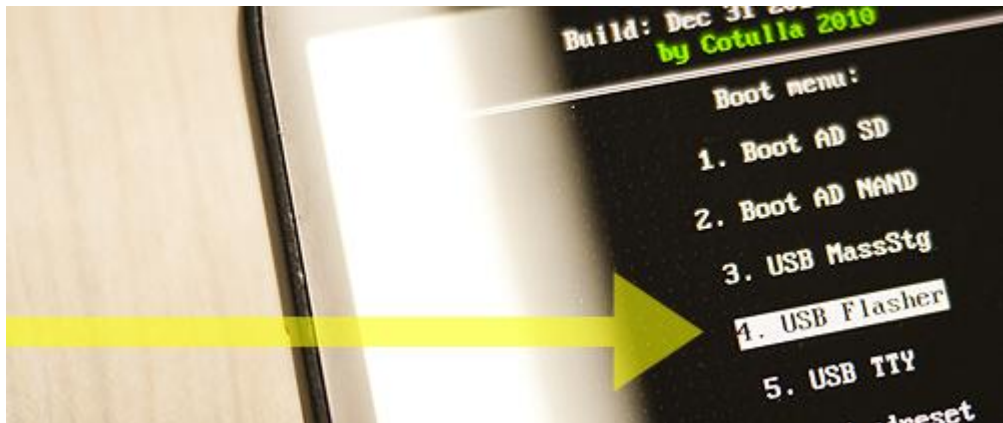 Build: Dec 31 20
by Cotulla 2010
Boot menu:
1. Boot AD SD
2. Boot AD NAND
3. USB MassStg
4. USB Flasher
5. USB TTY